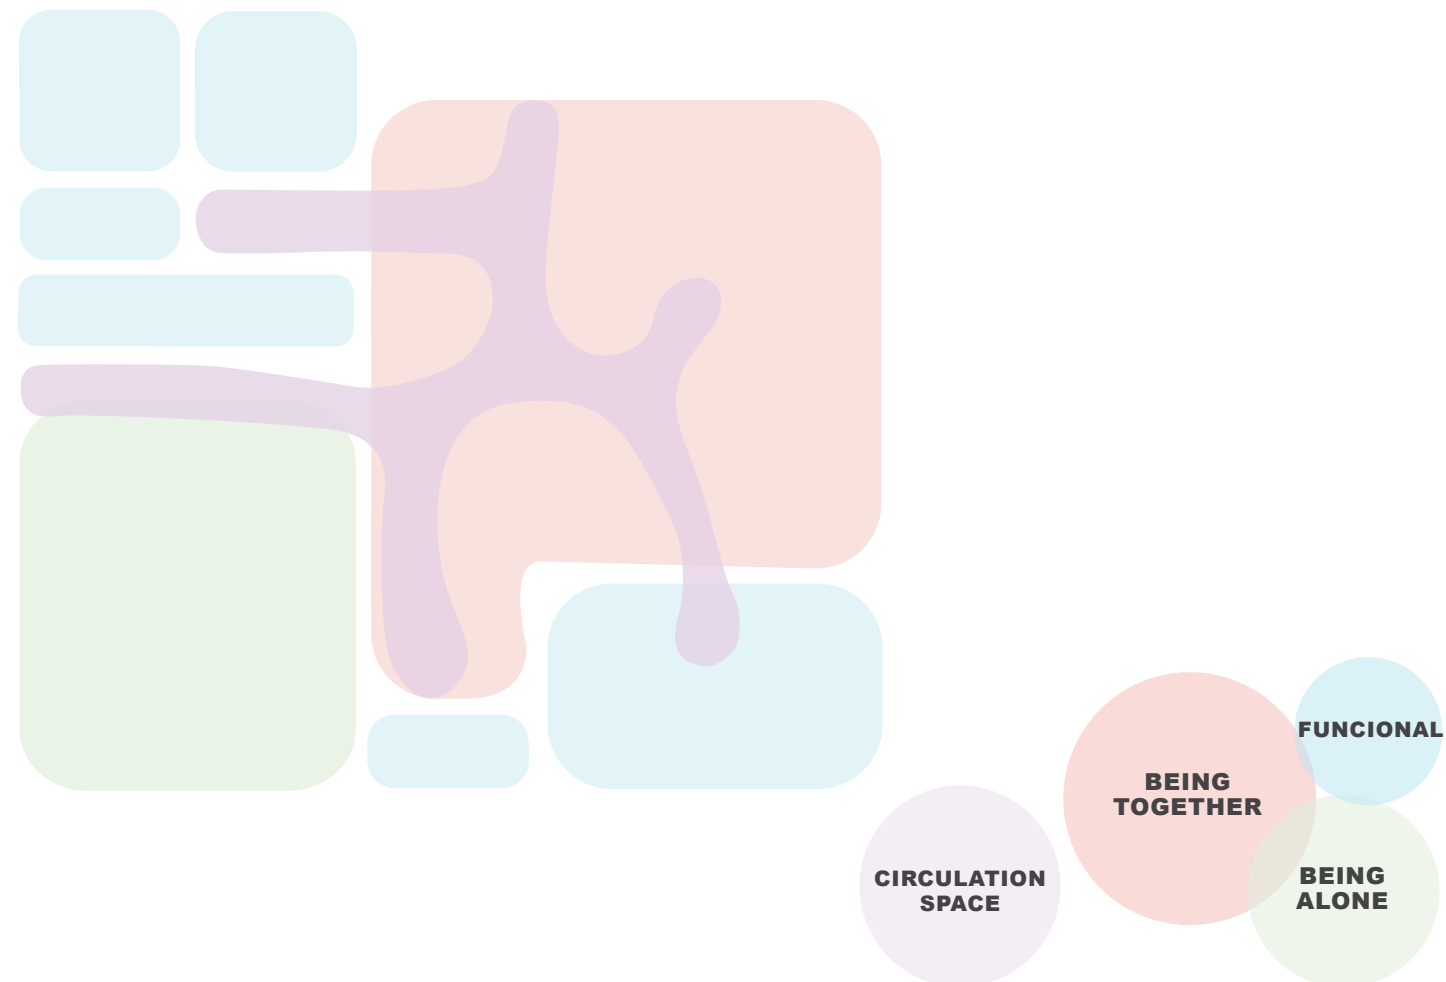 BEING
TOGETHER
FUNCIONAL
BEING
ALONE
CIRCULATION
SPACE